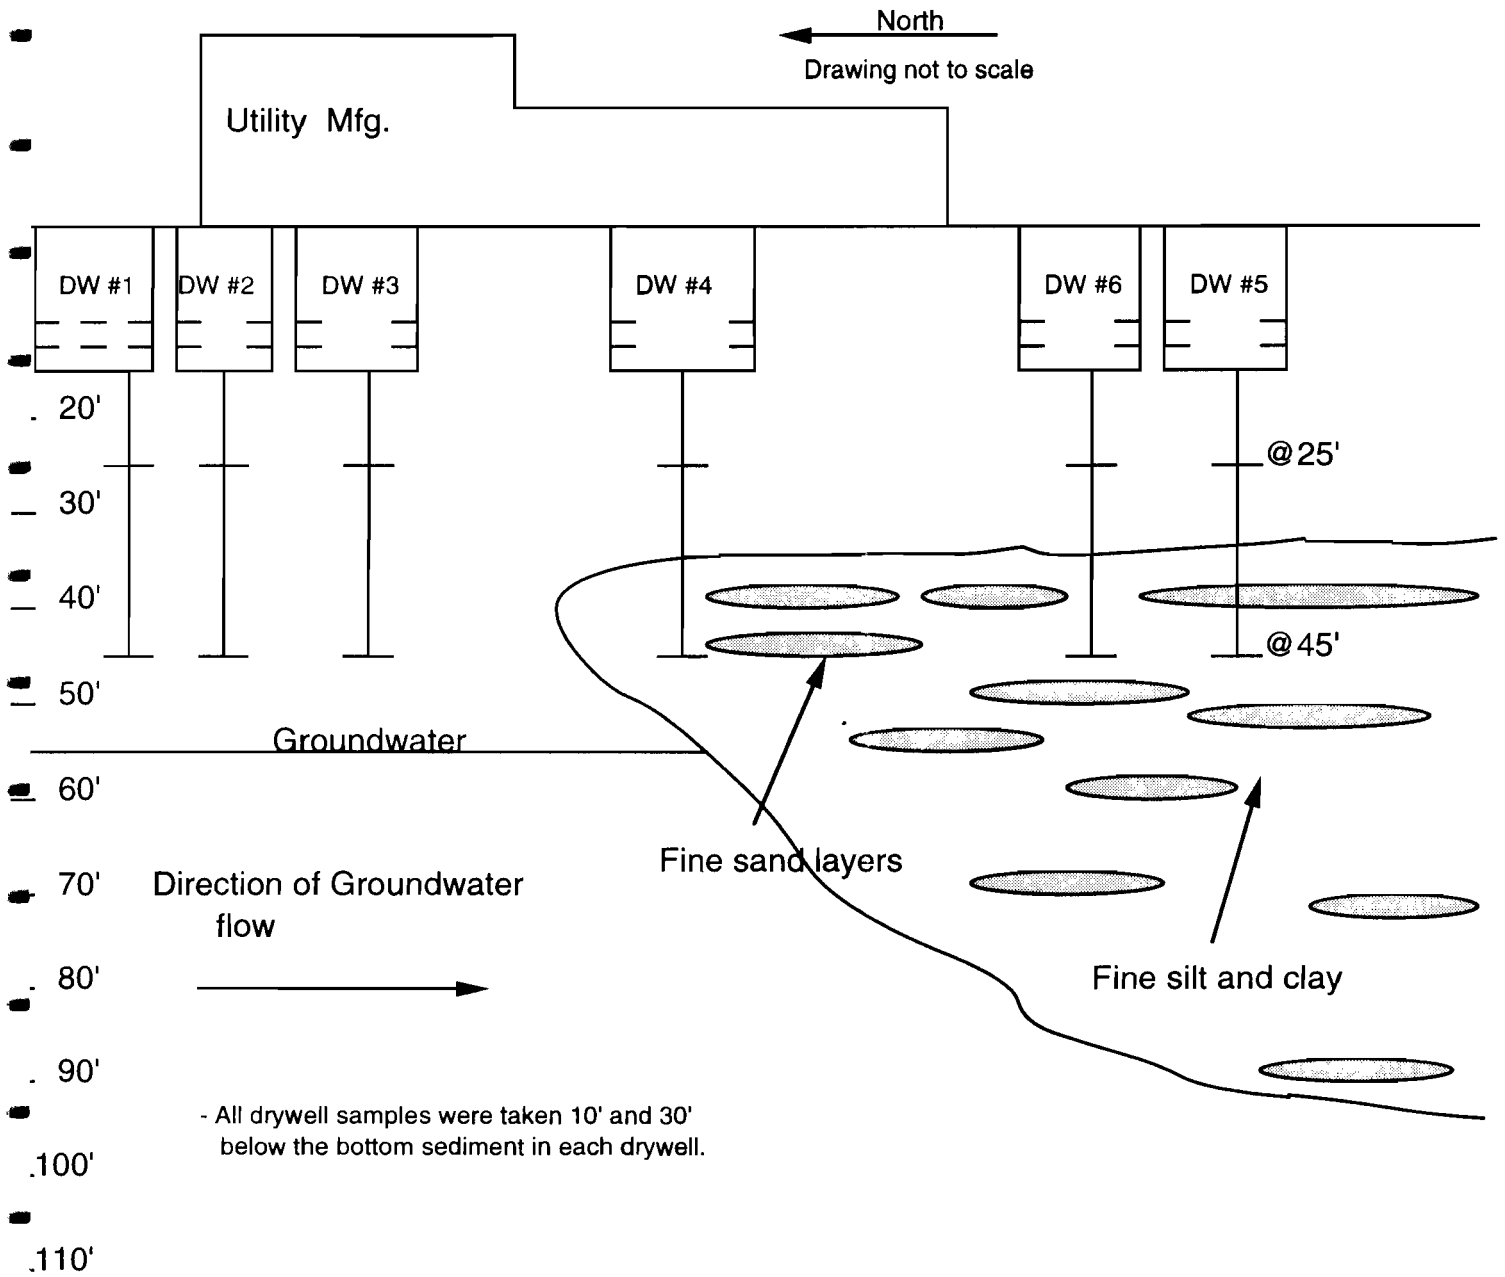 North
Drawing not to scale
Utility Mfg.
DW #1
DW #2
DW #3
DW #4
DW #6
DW #5
20'
@25'
30'
40'
@45'
50'
Groundwater
60'
Fine sand layers
70'
Direction of Groundwater
flow
80'
Fine silt and clay
90'
- All drywell samples were taken 10' and 30'
below the bottom sediment in each drywell.
100'
110'